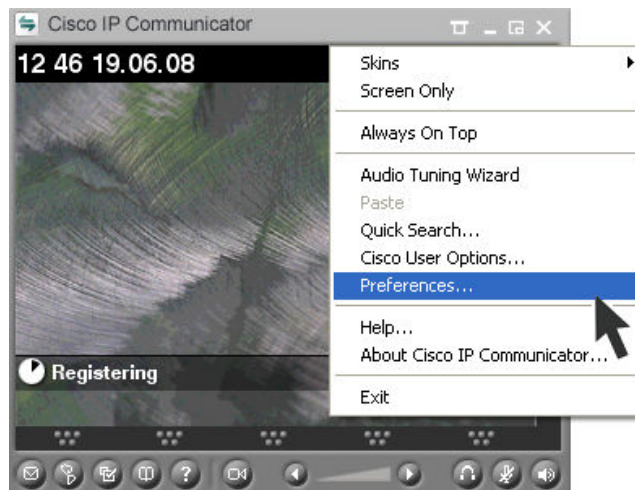 Cisco IP Communicator
12 46 19.06.08
Skins
Screen Only
Always On Top
Audio Tuning Wizard
Paste
Quick Search...
Cisco User Options...
Preferences...
Help...
About Cisco IP Communicator...
Exit
Registering
?